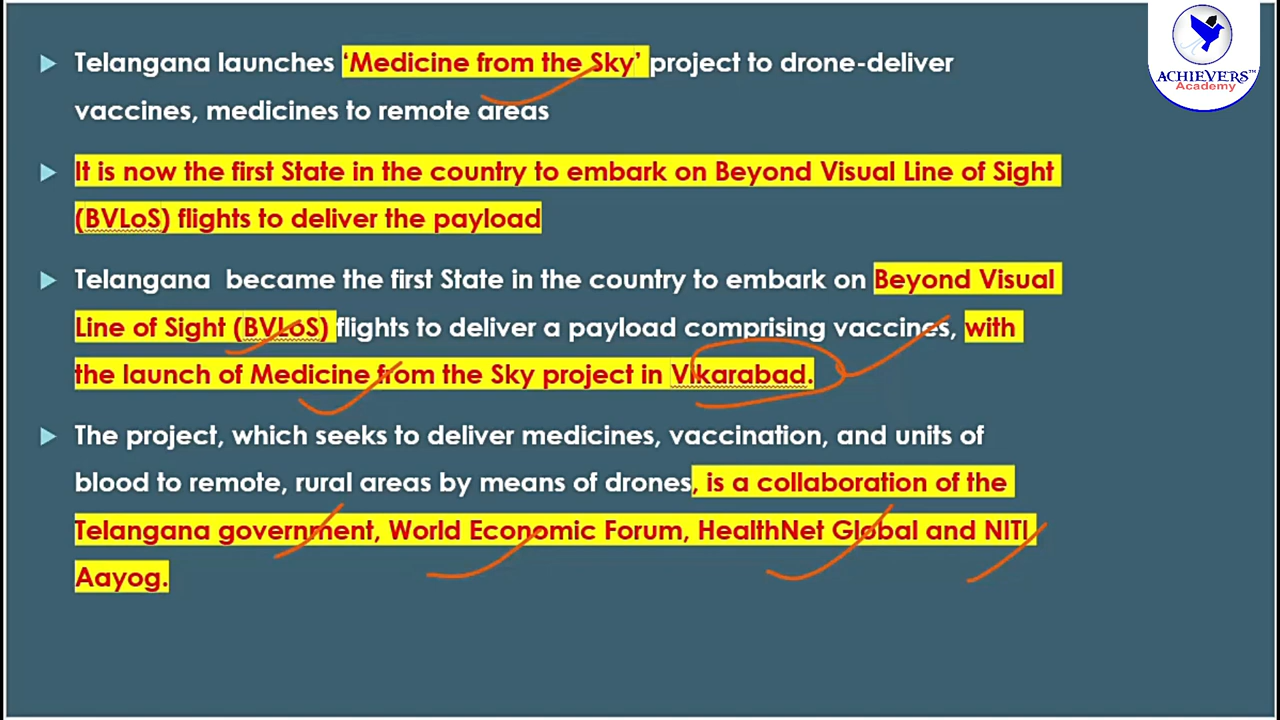 ACHIEVERS™
Academy
Telangana launches ‘Medicine from the Sky’ project to drone-deliver
vaccines, medicines to remote areas
It is now the first State in the country to embark on Beyond Visual Line of Sight
(BVLoS) flights to deliver the payload
Telangana became the first State in the country to embark on Beyond Visual
Line of Sight (BVLoS) flights to deliver a payload comprising vaccines, with
the launch of Medicine from the Sky project in Vikarabad.
The project, which seeks to deliver medicines, vaccination, and units of
blood to remote, rural areas by means of drones, is a collaboration of the
Telangana government, World Economic Forum, HealthNet Global and NITI
Aayog.